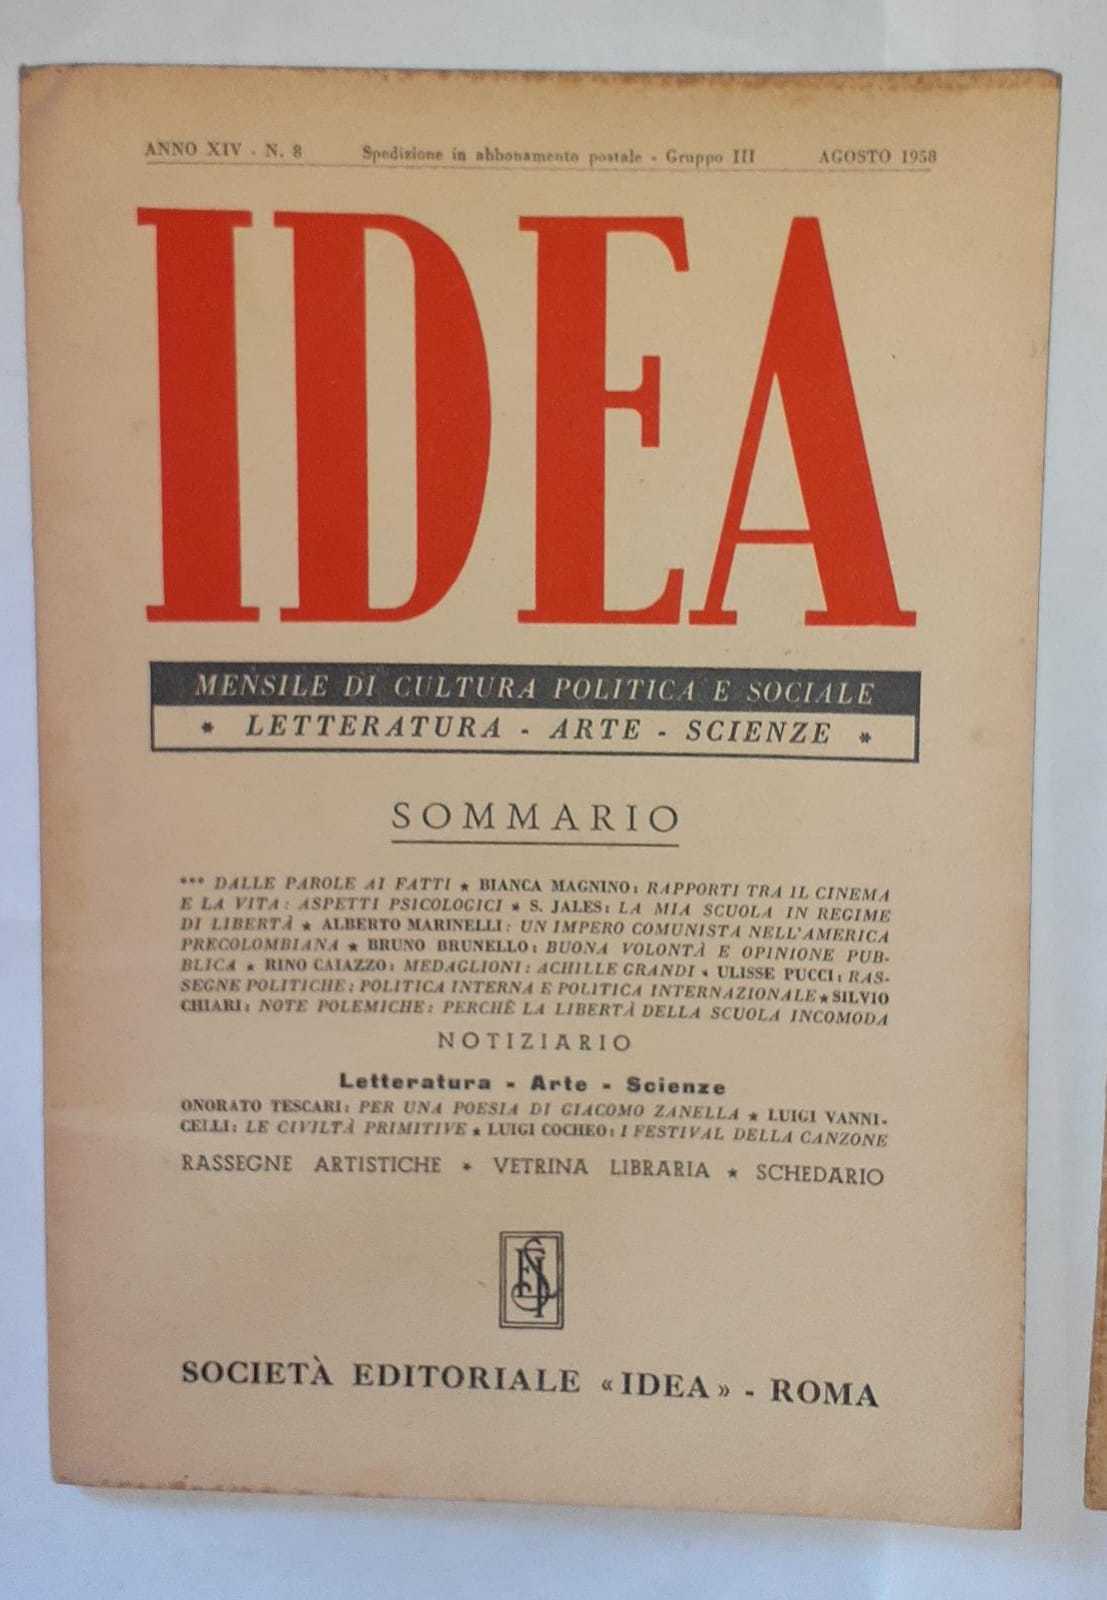 ANNO XIV - N. 8 Spedizione in abbonamento postale - Gruppo III AGOSTO 1958
IDEA
MENSILE DI CULTURA POLITICA E SOCIALE
* LETTERATURA - ARTE - SCIENZE *
SOMMARIO
*** DALLE PAROLE AI FATTI ★ BIANCA MAGNINO: RAPPORTI TRA IL CINEMA
E LA VITA: ASPETTI PSICOLOGICI ★ S. JALES: LA MIA SCUOLA IN REGIME
DI LIBERTÀ ★ ALBERTO MARINELLI: UN IMPERO COMUNISTA NELL'AMERICA
PRECOLOMBIANA ★ BRUNO BRUNELLO: BUONA VOLONTÀ E OPINIONE PUB-
BLICA ★ RINO CAIAZZO: MEDAGLIONI: ACHILLE GRANDI ★ ULISSE PUCCI: RAS-
SEGNE POLITICHE: POLITICA INTERNA E POLITICA INTERNAZIONALE ★ SILVIO
CHIARI: NOTE POLEMICHE: PERCHÈ LA LIBERTÀ DELLA SCUOLA INCOMODA
NOTIZIARIO
Letteratura - Arte - Scienze
ONORATO TESCARI: PER UNA POESIA DI GIACOMO ZANELLA ★ LUIGI VANNI-
CELLI: LE CIVILTÀ PRIMITIVE ★ LUIGI COCHEO: I FESTIVAL DELLA CANZONE
RASSEGNE ARTISTICHE ★ VETRINA LIBRARIA ★ SCHEDARIO
SOCIETÀ EDITORIALE «IDEA» - ROMA